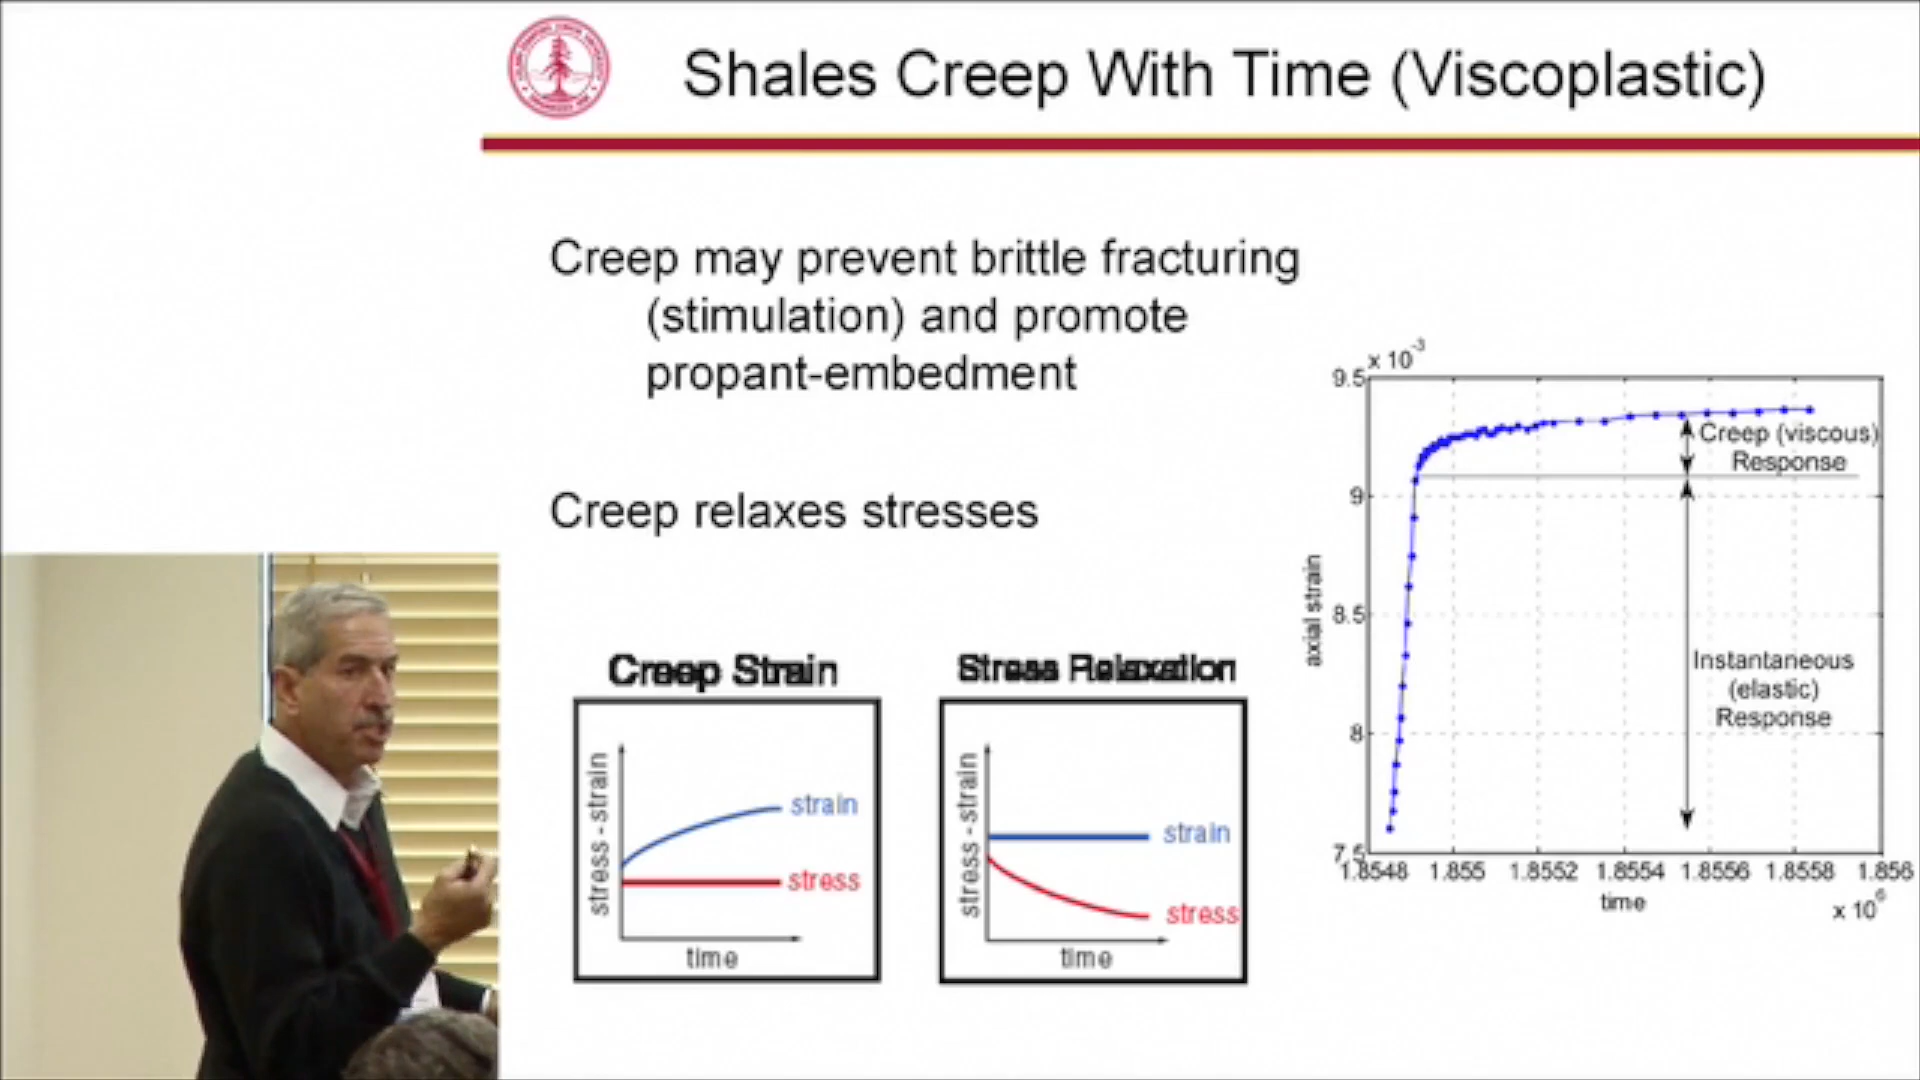 Shales Creep With Time (Viscoplastic)
Creep may prevent brittle fracturing
(stimulation) and promote
propant-embedment
Creep relaxes stresses
Creep Strain
stress - strain
strain
stress
time
Stress Relaxation
stress - strain
strain
stress
time
x 10-3
9.5
9
8.5
8
7.5
axial strain
Creep (viscous)
Response
Instantaneous
(elastic)
Response
1.8548 1.855 1.8552 1.8554 1.8556 1.8558 1.856
time
x 106